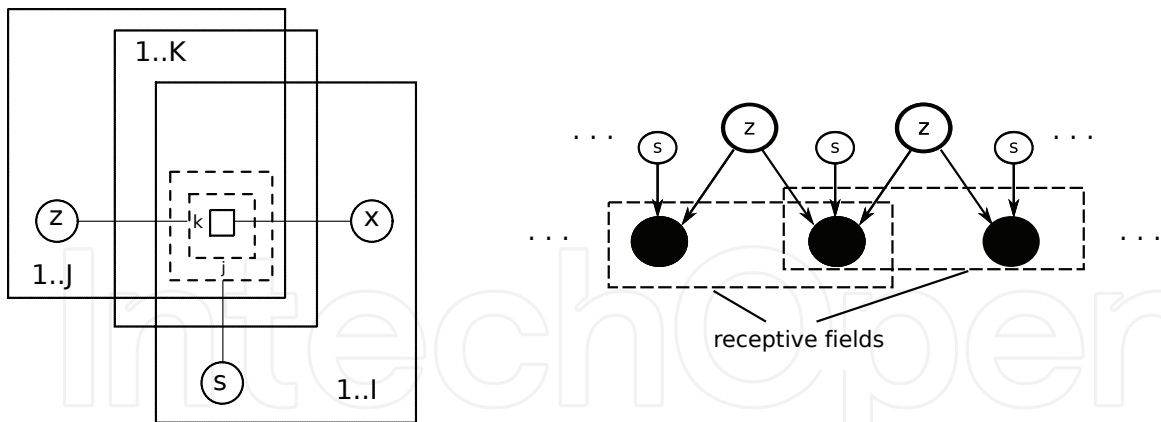 1..K
z
k
x
1..J
j
s
1..I
. . .
s
z
s
z
s
. . .
. . .
. . .
receptive fields
IntechOpen